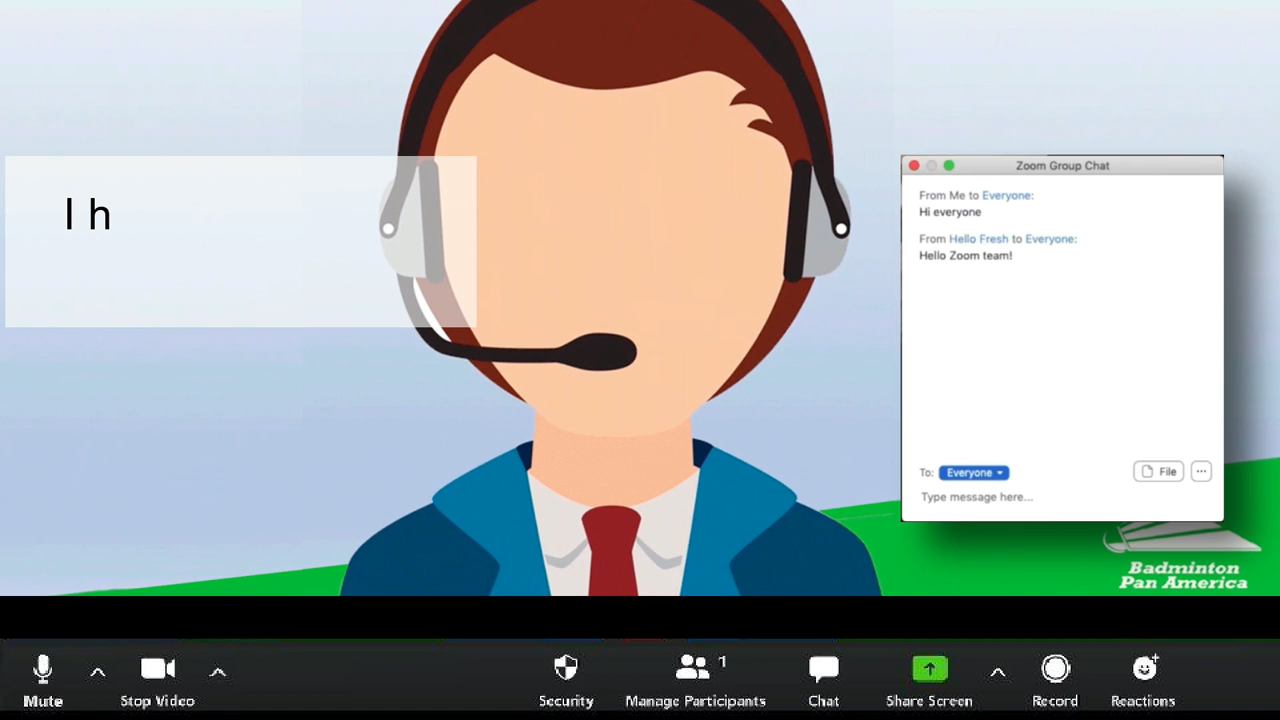 I h
Zoom Group Chat
From Me to Everyone:
Hi everyone
From Hello Fresh to Everyone:
Hello Zoom team!
To: Everyone
File
Type message here...
Badminton
Pan America
1
Mute
Stop Video
Security
Manage Participants
Chat
Share Screen
Record
Reactions